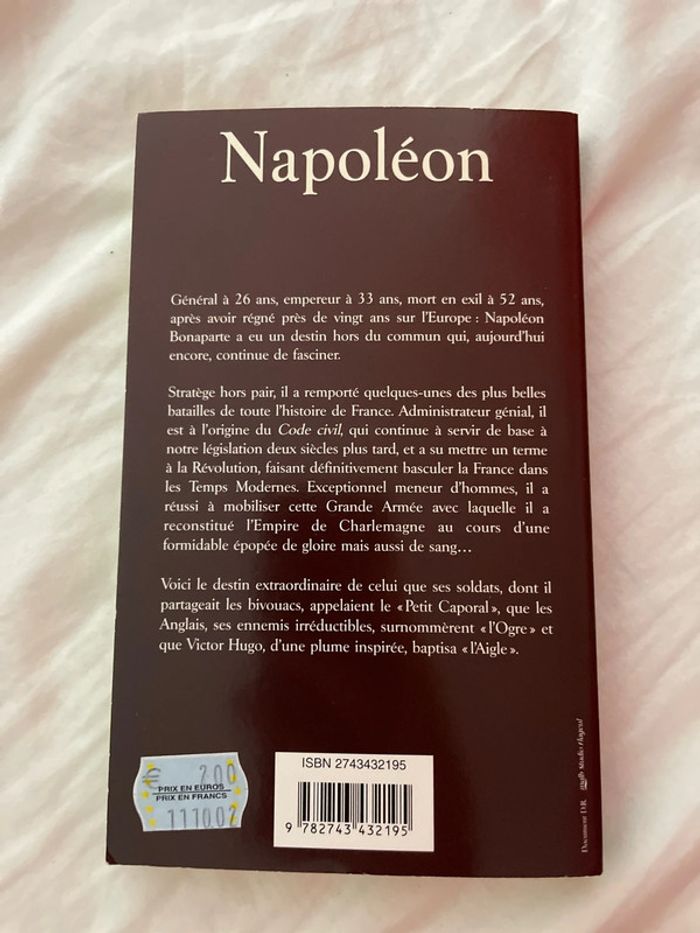 Napoléon
Général à 26 ans, empereur à 33 ans, mort en exil à 52 ans,
après avoir régné près de vingt ans sur l'Europe : Napoléon
Bonaparte a eu un destin hors du commun qui, aujourd'hui
encore, continue de fasciner.
Stratège hors pair, il a remporté quelques-unes des plus belles
batailles de toute l'histoire de France. Administrateur génial, il
est à l'origine du Code civil, qui continue à servir de base à
notre législation deux siècles plus tard, et a su mettre un terme
à la Révolution, faisant définitivement basculer la France dans
les Temps Modernes. Exceptionnel meneur d'hommes, il a
réussi à mobiliser cette Grande Armée avec laquelle il a
reconstitué l'Empire de Charlemagne au cours d'une
formidable épopée de gloire mais aussi de sang…
Voici le destin extraordinaire de celui que ses soldats, dont il
partageait les bivouacs, appelaient le « Petit Caporal », que les
Anglais, ses ennemis irréductibles, surnommèrent « l'Ogre » et
que Victor Hugo, d'une plume inspirée, baptisa « l'Aigle ».
€ 200
PRIX EN EUROS
PRIX EN FRANCS
111002
ISBN 2743432195
9 782743 432195
Document D.R. studio